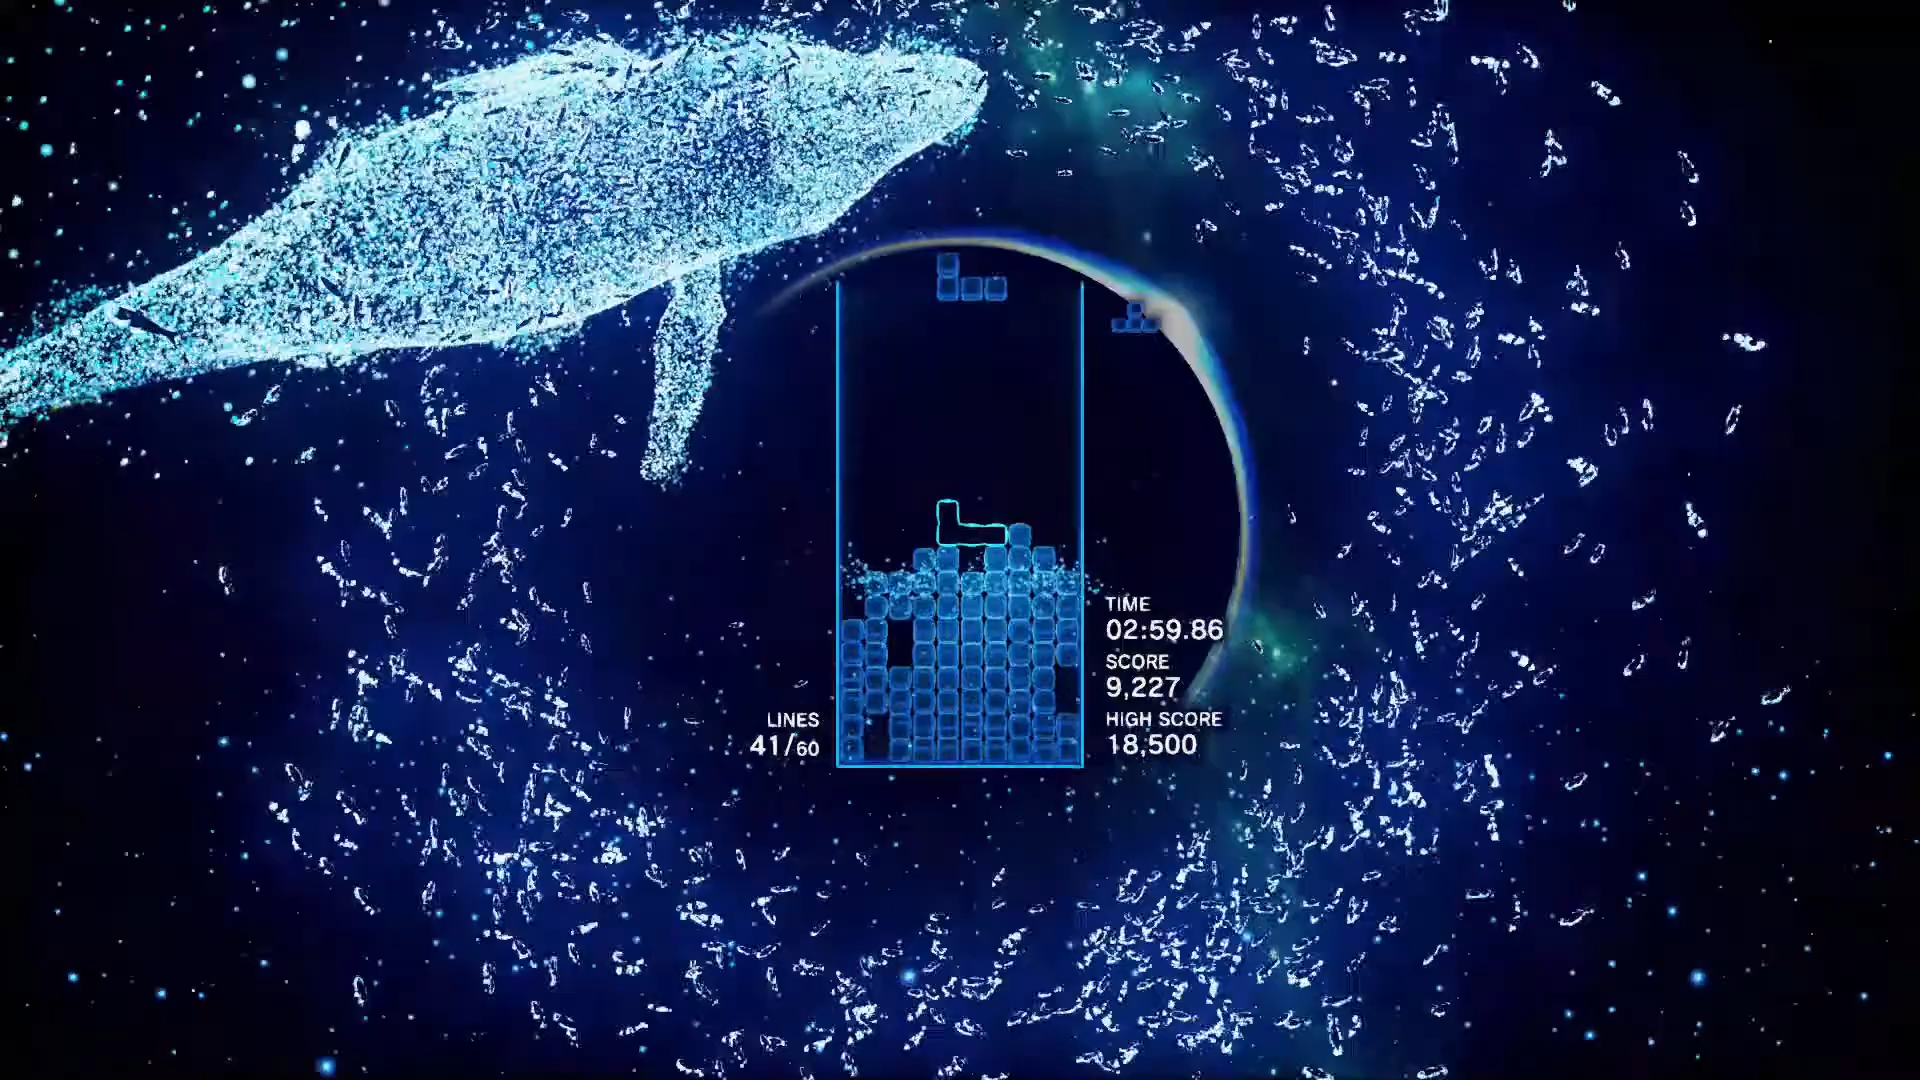 LINES
41/60
TIME
02:59.86
SCORE
9,227
HIGH SCORE
18,500